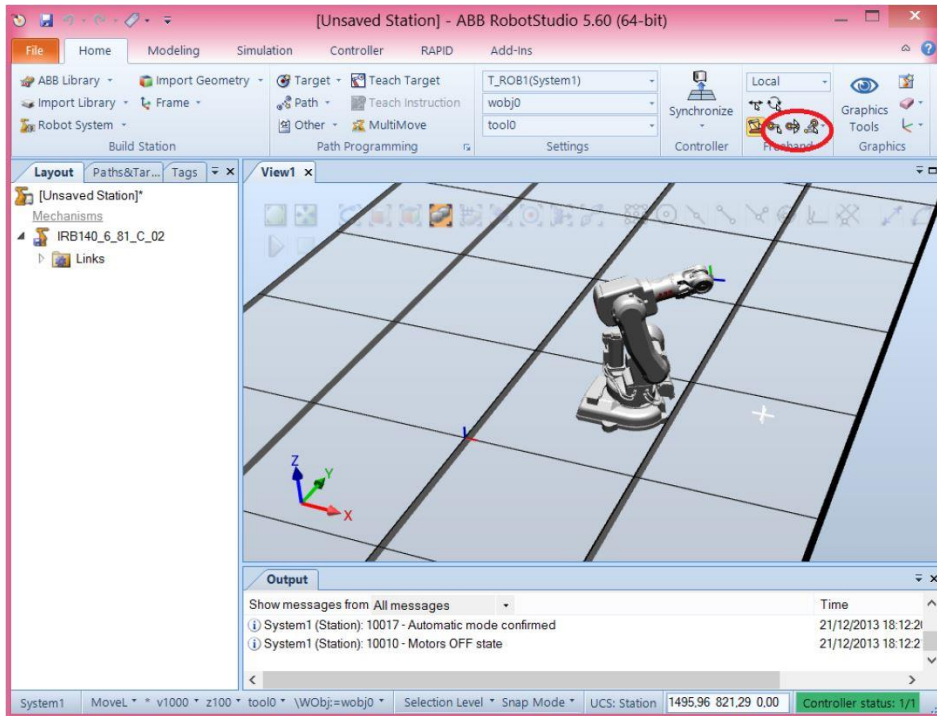 [Unsaved Station] - ABB RobotStudio 5.60 (64-bit)
File Home Modeling Simulation Controller RAPID Add-Ins
ABB Library Import Geometry Target Teach Target T_ROB1(System1) Local
Import Library Frame Path Teach Instruction wobj0 Synchronize Graphics
Robot System Other MultiMove tool0 Tools
Build Station Path Programming Settings Controller Freehand Graphics
Layout Paths&Tar... Tags View1
[Unsaved Station]*
Mechanisms
IRB140_6_81_C_02
Links
Z
Y
X
Output
Show messages from All messages Time
System1 (Station): 10017 - Automatic mode confirmed 21/12/2013 18:12:20
System1 (Station): 10010 - Motors OFF state 21/12/2013 18:12:2
System1 MoveL * v1000 z100 tool0 \WObj:=wobj0 Selection Level Snap Mode UCS: Station 1495,96 821,29 0,00 Controller status: 1/1